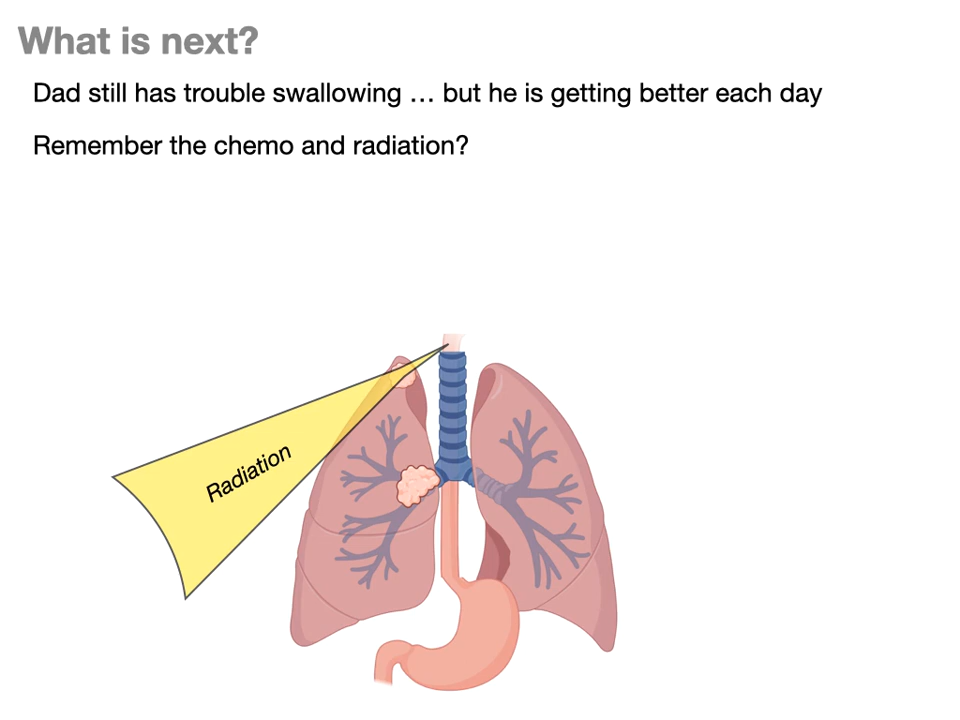 What is next?
Dad still has trouble swallowing … but he is getting better each day
Remember the chemo and radiation?
Radiation